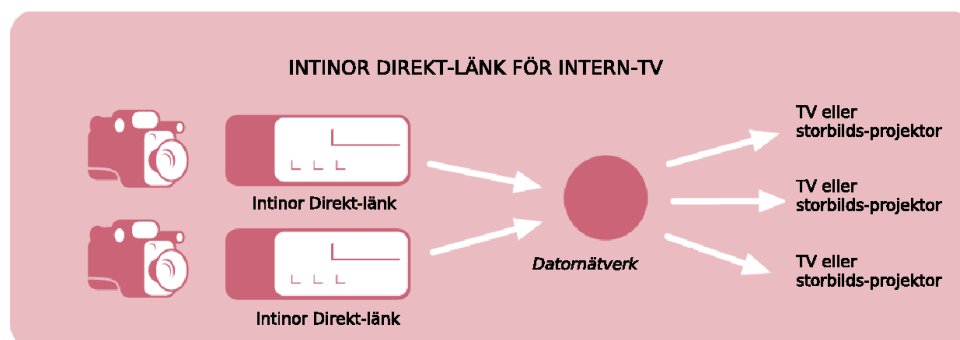 INTINOR DIREKT-LÄNK FÖR INTERN-TV
Intinor Direkt-länk
Intinor Direkt-länk
Datornätverk
TV eller
storbilds-projektor
TV eller
storbilds-projektor
TV eller
storbilds-projektor